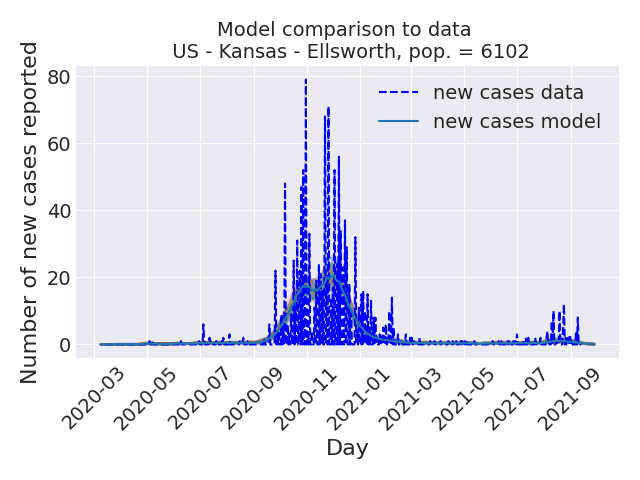 Model comparison to data
US - Kansas - Ellsworth, pop. = 6102
Number of new cases reported
80
60
40
20
0
new cases data
new cases model
2020-03
2020-05
2020-07
2020-09
2020-11
2021-01
2021-03
2021-05
2021-07
2021-09
Day